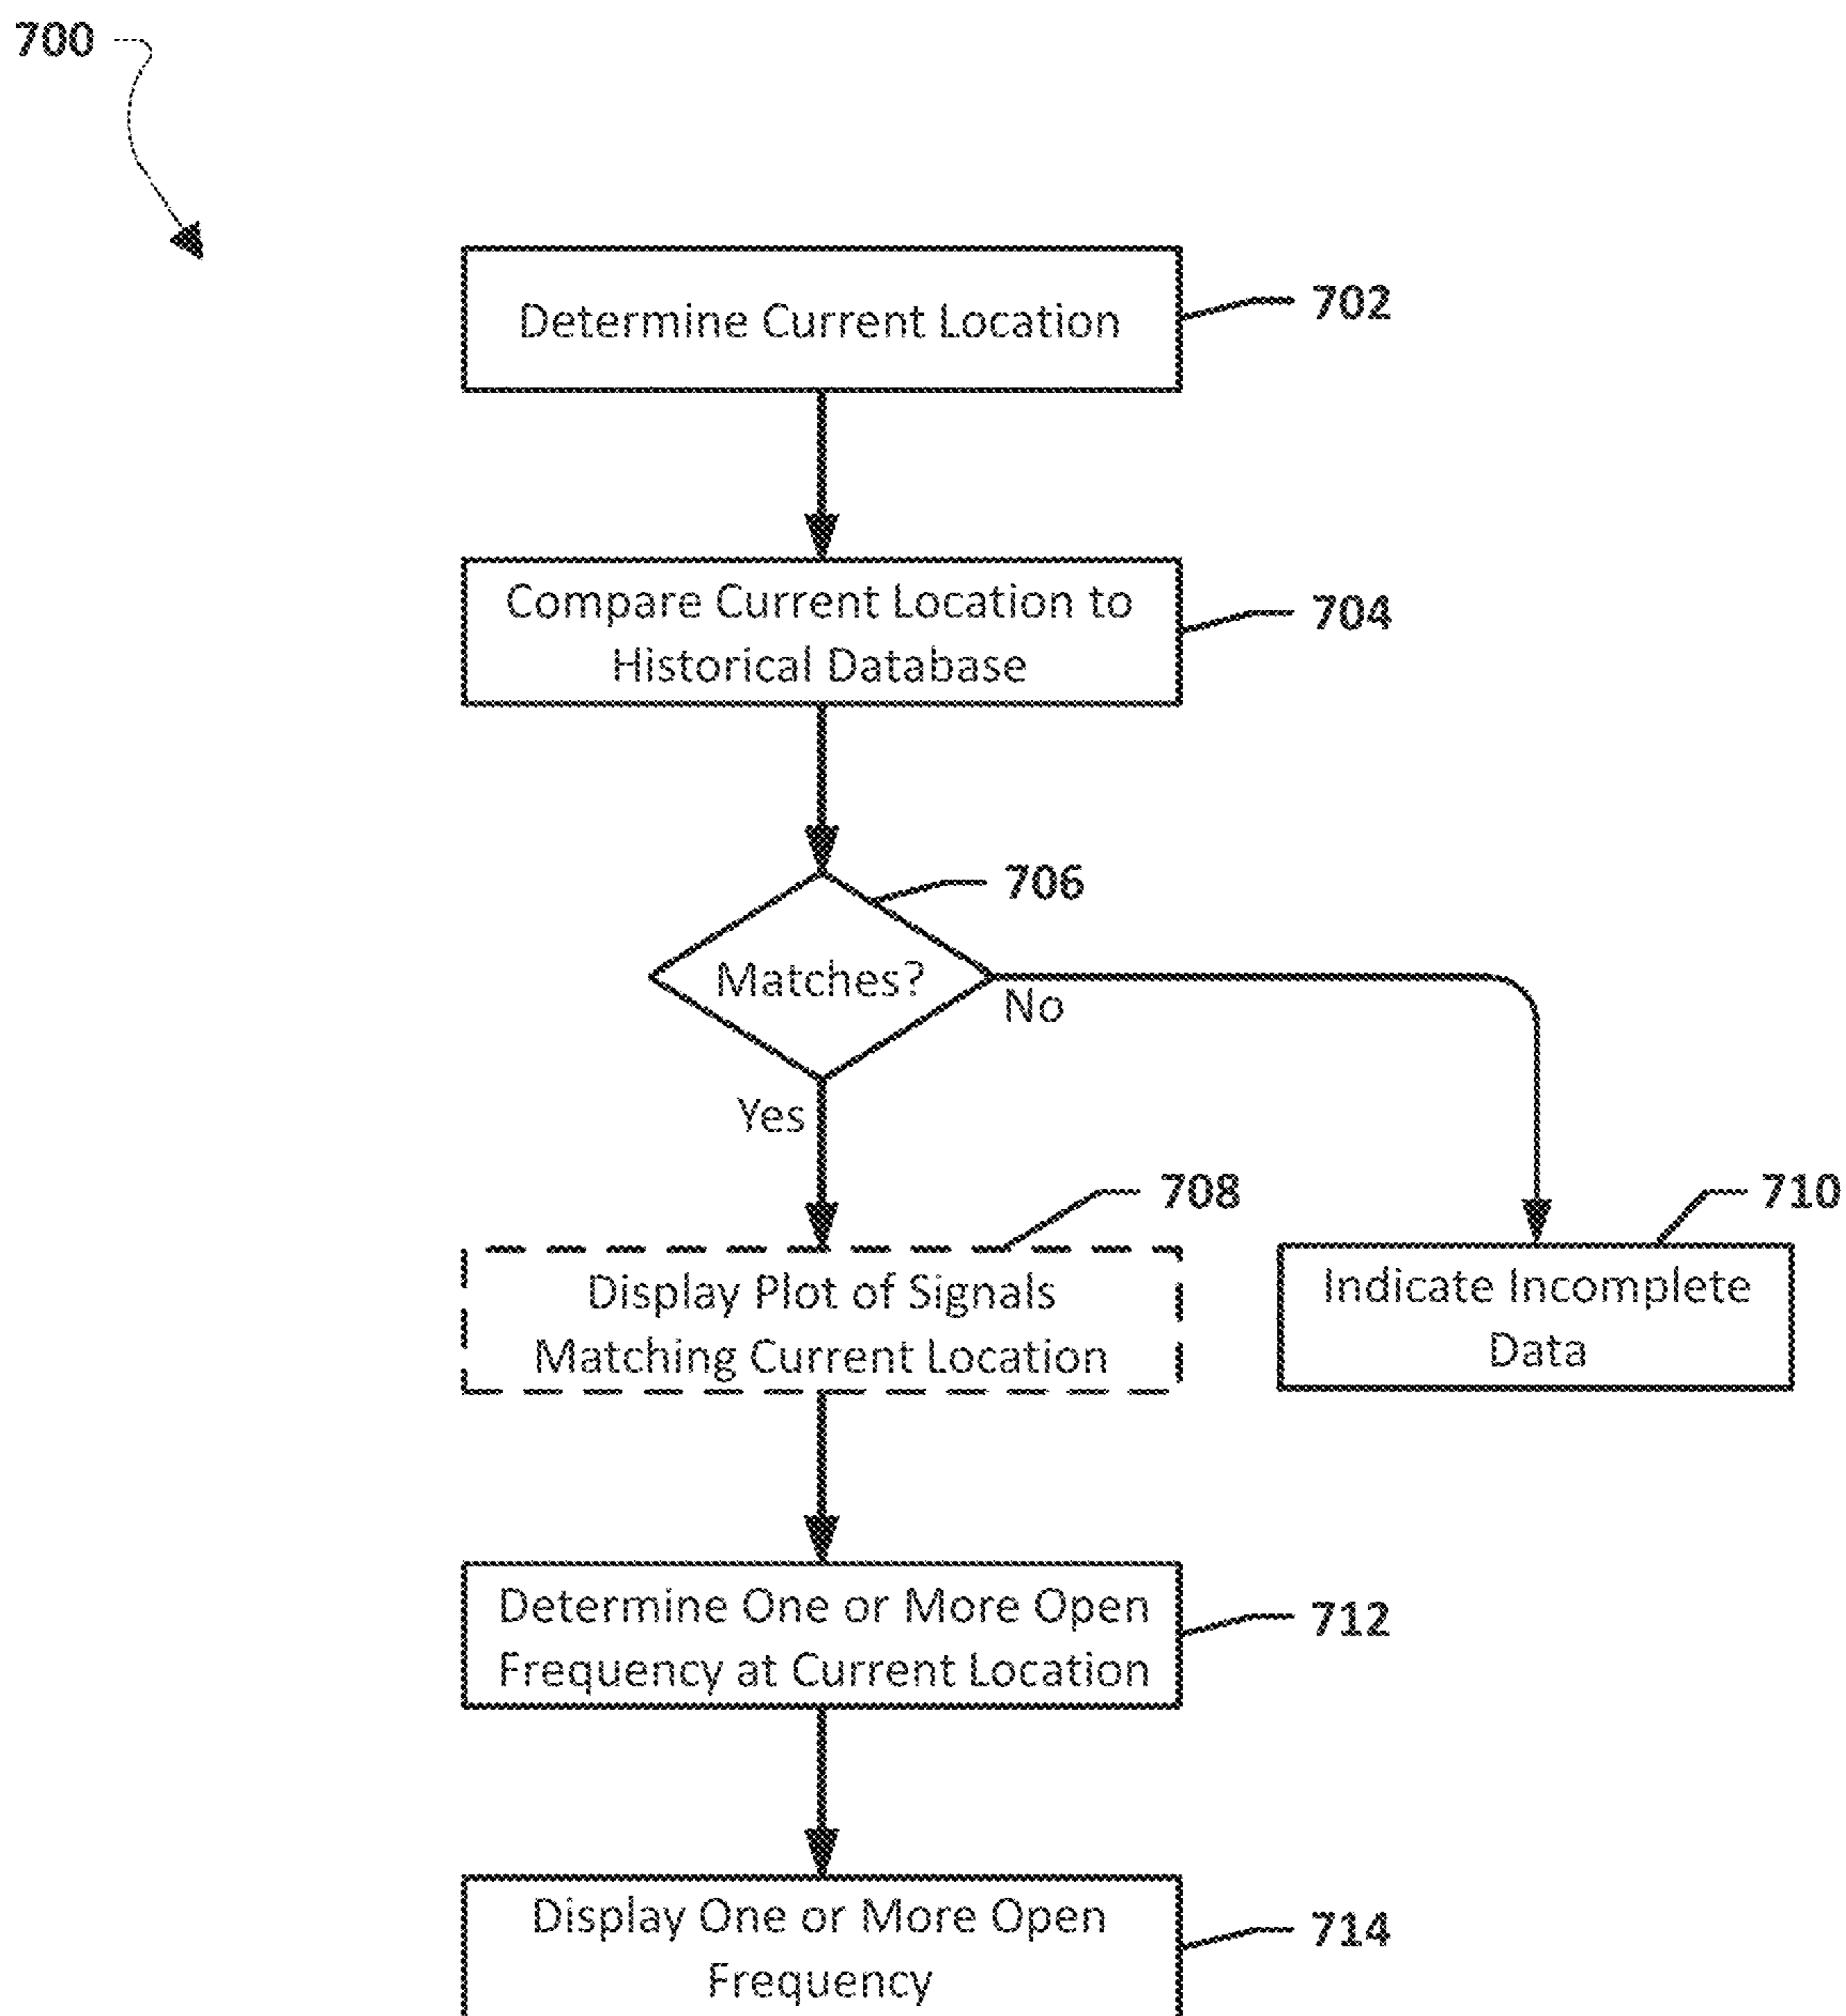 700
Determine Current Location
702
Compare Current Location to
Historical Database
704
706
Matches?
No
Yes
708
710
Display Plot of Signals
Matching Current Location
Indicate Incomplete
Data
Determine One or More Open
Frequency at Current Location
712
Display One or More Open
Frequency
714